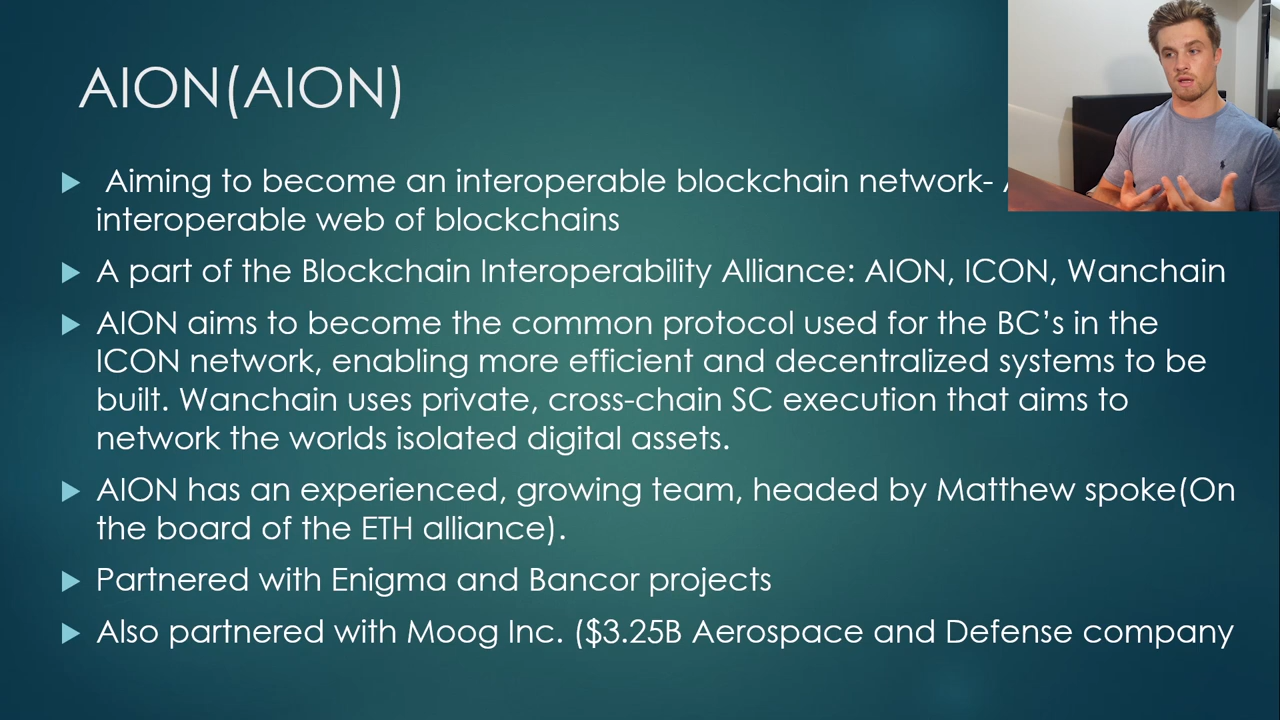 AION(AION)
Aiming to become an interoperable blockchain network-
interoperable web of blockchains
A part of the Blockchain Interoperability Alliance: AION, ICON, Wanchain
AION aims to become the common protocol used for the BC’s in the
ICON network, enabling more efficient and decentralized systems to be
built. Wanchain uses private, cross-chain SC execution that aims to
network the worlds isolated digital assets.
AION has an experienced, growing team, headed by Matthew spoke(On
the board of the ETH alliance).
Partnered with Enigma and Bancor projects
Also partnered with Moog Inc. ($3.25B Aerospace and Defense company